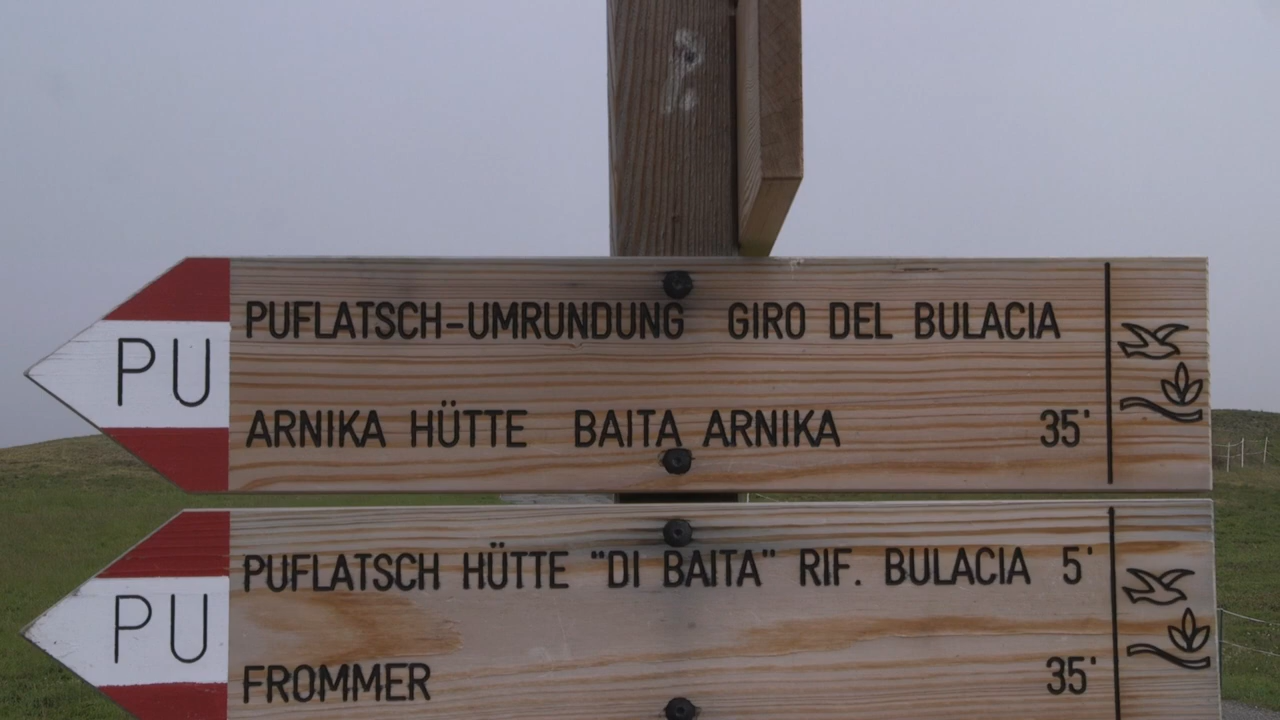 PUFLATSCH-UMRUNDUNG GIRO DEL BULACIA
PU
ARNIKA HÜTTE BAITA ARNIKA 35'
PUFLATSCH HÜTTE "DI BAITA" RIF. BULACIA 5'
PU
FROMMER 35'